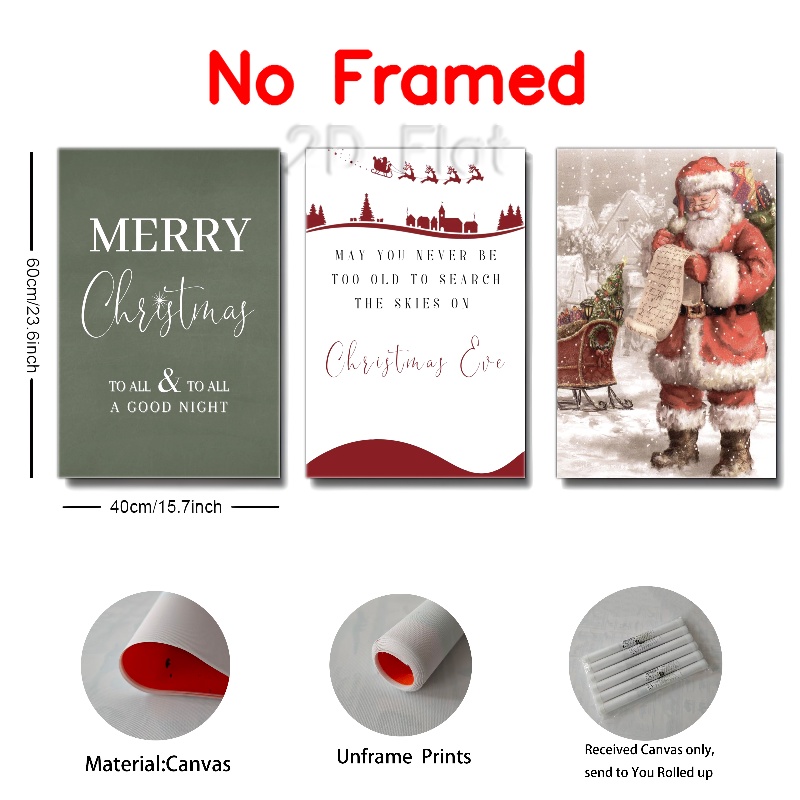 No Framed
2D Flat
60cm/23.6inch
MERRY
Christmas
TO ALL & TO ALL
A GOOD NIGHT
MAY YOU NEVER BE
TOO OLD TO SEARCH
THE SKIES ON
Christmas Eve
40cm/15.7inch
Material:Canvas
Unframe Prints
Received Canvas only,
send to You Rolled up